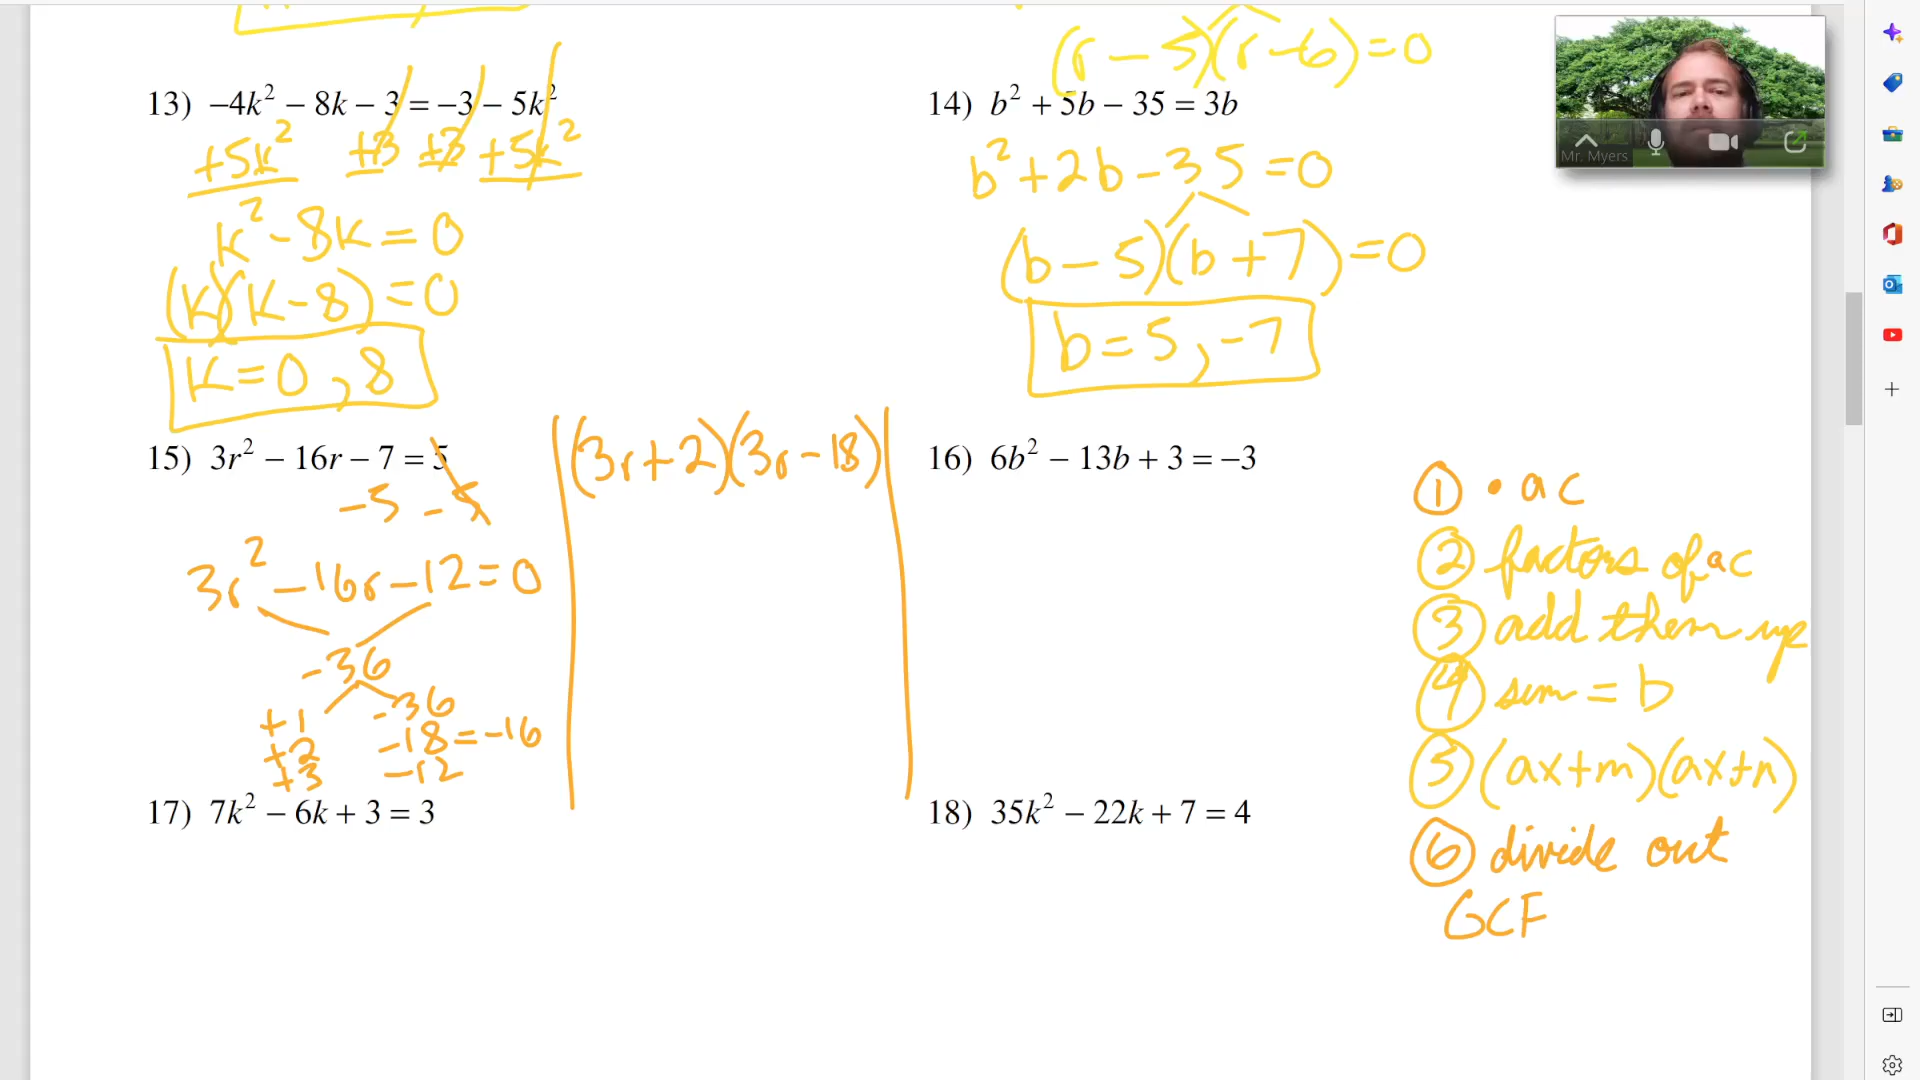 (r - 5)(r - 6) = 0
13) -4k² - 8k - 3 = -3 - 5k²
+5k² +3 +3 +5k²
k² - 8k = 0
(k)(k - 8) = 0
k = 0, 8
14) b² + 5b - 35 = 3b
b² + 2b - 35 = 0
(b - 5)(b + 7) = 0
b = 5, -7
Mr. Myers
15) 3r² - 16r - 7 = 5
-5 -5
3r² - 16r - 12 = 0
-36
+1 -36
+2 -18 = -16
+3 -12
(3r + 2)(3r - 18)
16) 6b² - 13b + 3 = -3
① • ac
② factors of ac
③ add them up
④ sum = b
⑤ (ax + m)(ax + n)
⑥ divide out
GCF
17) 7k² - 6k + 3 = 3
18) 35k² - 22k + 7 = 4